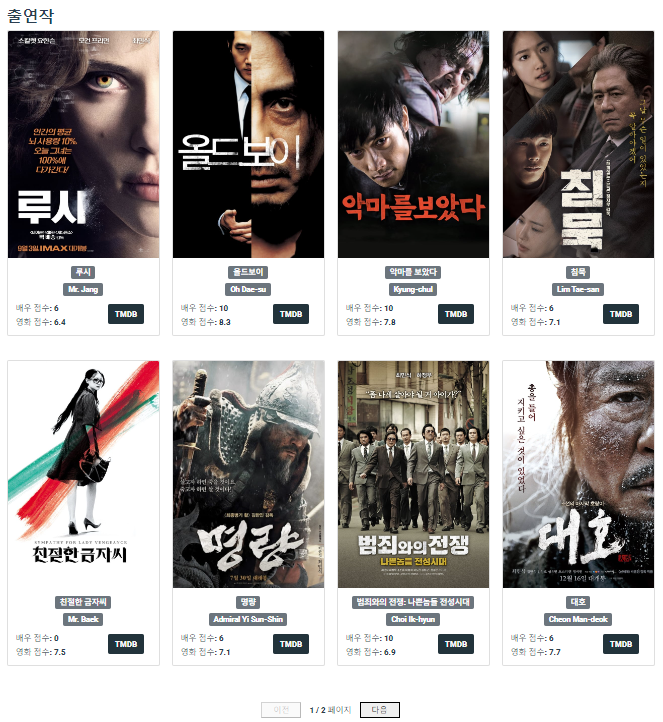 출연작
스칼렛 요한슨 모건 프리먼 최민식
인간의 평균
뇌 사용량 10%,
오늘 그녀는
100%에
다가간다!
루시
9월 3일 IMAX 대개봉
루시
Mr. Jang
배우 점수: 6
영화 점수: 6.4
TMDB
올드보이
올드보이
Oh Dae-su
배우 점수: 10
영화 점수: 8.3
TMDB
악마를 보았다
악마를 보았다
Kyung-chul
배우 점수: 10
영화 점수: 7.8
TMDB
침묵
침묵
Lim Tae-san
배우 점수: 6
영화 점수: 7.1
TMDB
SYMPATHY FOR LADY VENGEANCE
친절한 금자씨
친절한 금자씨
Mr. Baek
배우 점수: 0
영화 점수: 7.5
TMDB
명량
7월 30일 대개봉
명량
Admiral Yi Sun-Shin
배우 점수: 6
영화 점수: 7.1
TMDB
최민식 하정우
범죄와의 전쟁
나쁜놈들 전성시대
범죄와의 전쟁: 나쁜놈들 전성시대
Choi Ik-hyun
배우 점수: 10
영화 점수: 6.9
TMDB
총을 들어
지키고 싶은 것이 있었다
대호
12월 16일 대개봉
대호
Cheon Man-deok
배우 점수: 6
영화 점수: 7.7
TMDB
이전
1 / 2 페이지
다음